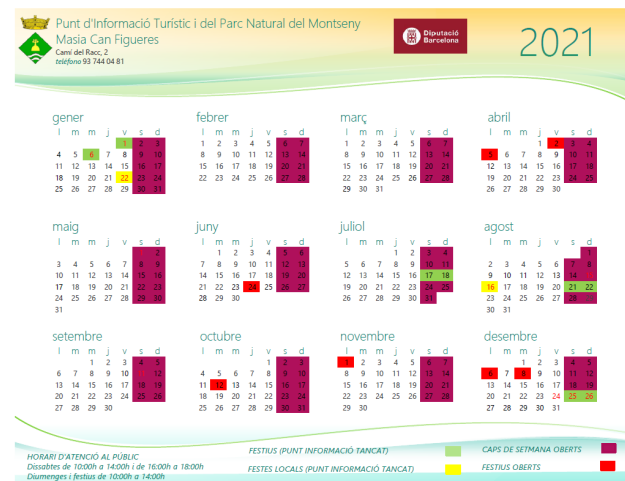 Punt d'Informació Turístic i del Parc Natural del Montseny
Masia Can Figueres
Camí del Racc, 2
telèfono 93 744 04 81
Diputació
Barcelona
2021
gener
l m m j v s d
1 2 3
4 5 6 7 8 9 10
11 12 13 14 15 16 17
18 19 20 21 22 23 24
25 26 27 28 29 30 31
febrer
l m m j v s d
1 2 3 4 5 6 7
8 9 10 11 12 13 14
15 16 17 18 19 20 21
22 23 24 25 26 27 28
març
l m m j v s d
1 2 3 4 5 6 7
8 9 10 11 12 13 14
15 16 17 18 19 20 21
22 23 24 25 26 27 28
29 30 31
abril
l m m j v s d
1 2 3 4
5 6 7 8 9 10 11
12 13 14 15 16 17 18
19 20 21 22 23 24 25
26 27 28 29 30
maig
l m m j v s d
2
3 4 5 6 7 8 9
10 11 12 13 14 15 16
17 18 19 20 21 22 23
24 25 26 27 28 29 30
31
juny
l m m j v s d
1 2 3 4 5 6
7 8 9 10 11 12 13
14 15 16 17 18 19 20
21 22 23 24 25 26 27
28 29 30
juliol
l m m j v s d
1 2 3 4
5 6 7 8 9 10 11
12 13 14 15 16 17 18
19 20 21 22 23 24 25
26 27 28 29 30 31
agost
l m m j v s d
1
2 3 4 5 6 7 8
9 10 11 12 13 14
16 17 18 19 20 21 22
23 24 25 26 27 28 29
30 31
setembre
l m m j v s d
1 2 3 4 5
6 7 8 9 10 12
13 14 15 16 17 18 19
20 21 22 23 24 25 26
27 28 29 30
octubre
l m m j v s d
1 2 3
4 5 6 7 8 9 10
11 12 13 14 15 16 17
18 19 20 21 22 23 24
25 26 27 28 29 30 31
novembre
l m m j v s d
1 2 3 4 5 6 7
8 9 10 11 12 13 14
15 16 17 18 19 20 21
22 23 24 25 26 27 28
29 30
desembre
l m m j v s d
1 2 3 4 5
6 7 8 9 10 11 12
13 14 15 16 17 18 19
20 21 22 23 24 25 26
27 28 29 30 31
HORARI D'ATENCIÓ AL PÚBLIC
Dissabtes de 10:00h a 14:00h i de 16:00h a 18:00h
Diumenges i festius de 10:00h a 14:00h
FESTIUS (PUNT INFORMACIÓ TANCAT)
FESTES LOCALS (PUNT INFORMACIÓ TANCAT)
CAPS DE SETMANA OBERTS
FESTIUS OBERTS